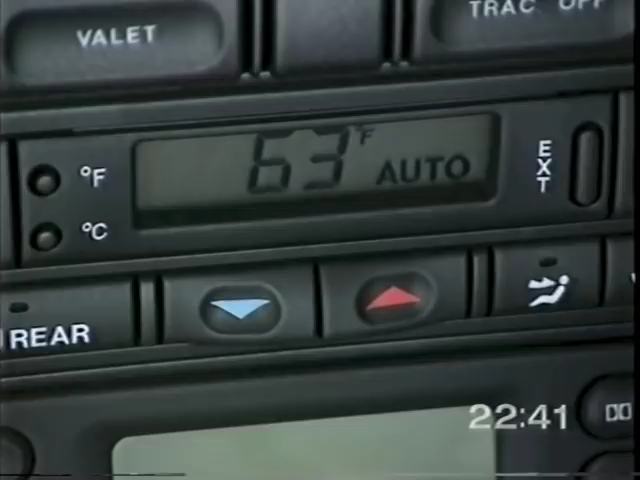 VALET
TRAC OFF
°F
63°F AUTO
EXT
°C
REAR
22:41